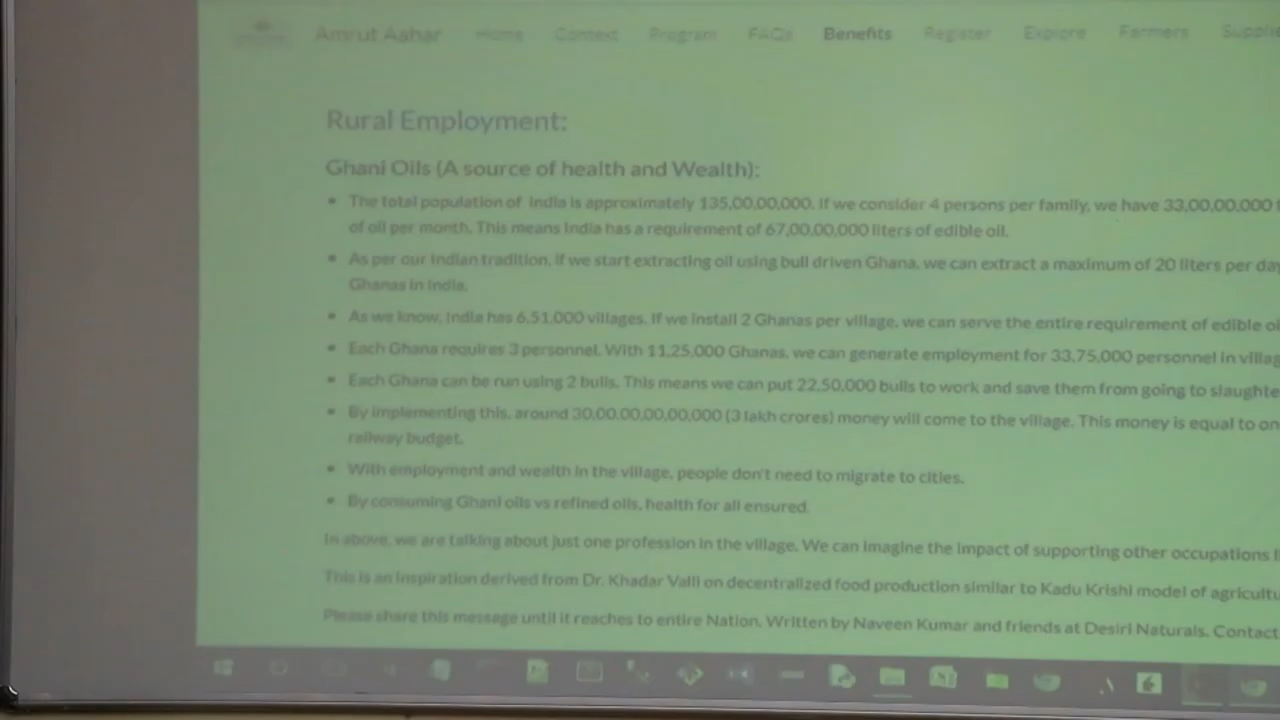 Amrut Aahar Home Context Program FAQs Benefits Register Explore Farmers
Rural Employment:
Ghani Oils (A source of health and Wealth):
The total population of India is approximately 135,00,00,000. If we consider 4 persons per family, we have 33,00,00,000
of oil per month. This means India has a requirement of 67,00,00,000 liters of edible oil.
As per our Indian tradition, if we start extracting oil using bull driven Ghana, we can extract a maximum of 20 liters per day
Ghanas in India.
As we know, India has 6,51,000 villages. If we install 2 Ghanas per village, we can serve the entire requirement of edible
Each Ghana requires 3 personnel. With 11,25,000 Ghanas, we can generate employment for 33,75,000 personnel in
Each Ghana can be run using 2 bulls. This means we can put 22,50,000 bulls to work and save them from going to
By implementing this, around 30,00,00,00,00,000 (3 lakh crores) money will come to the village. This money is equal to
railway budget.
With employment and wealth in the village, people don't need to migrate to cities.
By consuming Ghani oils vs refined oils, health for all ensured.
In above, we are talking about just one profession in the village. We can imagine the impact of supporting other occupations
This is an inspiration derived from Dr. Khadar Valli on decentralized food production similar to Kadu Krishi model of
Please share this message until it reaches to entire Nation. Written by Naveen Kumar and friends at Desiri Naturals. Contact